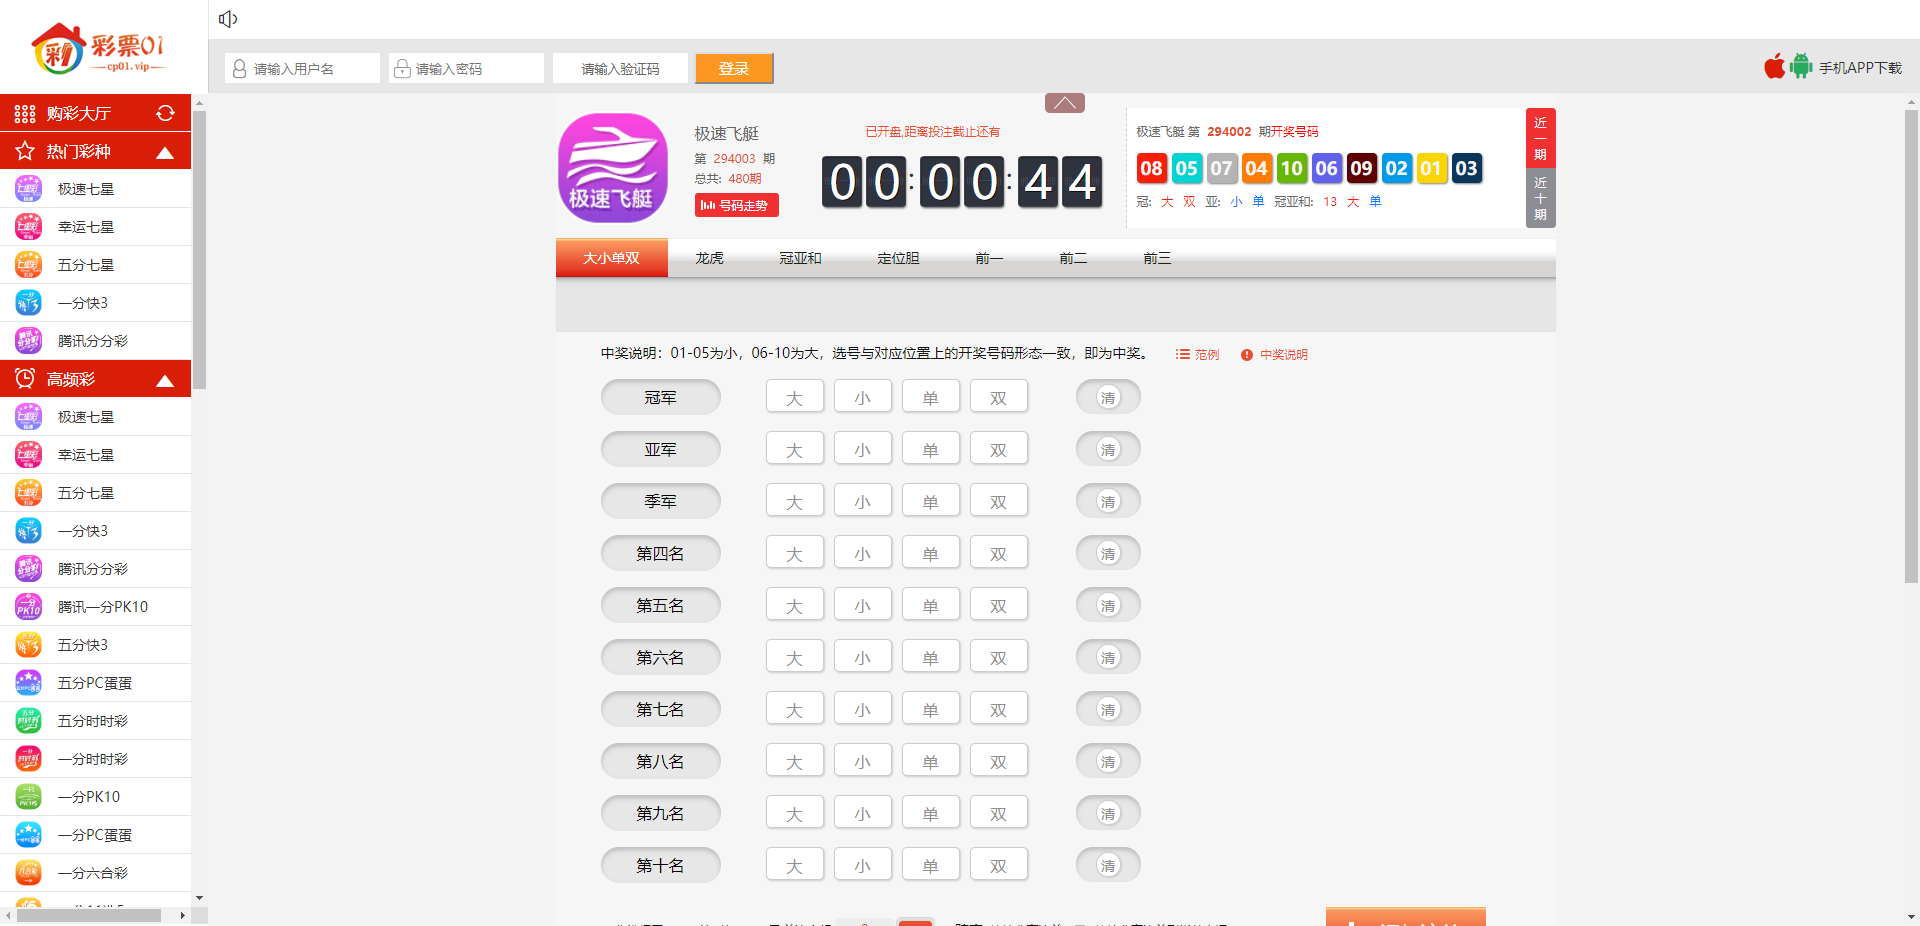 彩票01
cp01.vip
请输入用户名
请输入密码
请输入验证码
登录
手机APP下载
购彩大厅
热门彩种
极速七星
幸运七星
五分七星
一分快3
腾讯分分彩
高频彩
极速七星
幸运七星
五分七星
一分快3
腾讯分分彩
腾讯一分PK10
五分快3
五分PC蛋蛋
五分时时彩
一分时时彩
一分PK10
一分PC蛋蛋
一分六合彩
极速飞艇
极速飞艇
第 294003 期
总共: 480期
号码走势
已开盘,距离投注截止还有
00:00:44
极速飞艇 第 294002 期开奖号码
08 05 07 04 10 06 09 02 01 03
冠: 大 双 亚: 小 单 冠亚和: 13 大 单
近一期
近十期
大小单双 龙虎 冠亚和 定位胆 前一 前二 前三
中奖说明：01-05为小，06-10为大，选号与对应位置上的开奖号码形态一致，即为中奖。 范例 中奖说明
冠军 大 小 单 双 清
亚军 大 小 单 双 清
季军 大 小 单 双 清
第四名 大 小 单 双 清
第五名 大 小 单 双 清
第六名 大 小 单 双 清
第七名 大 小 单 双 清
第八名 大 小 单 双 清
第九名 大 小 单 双 清
第十名 大 小 单 双 清